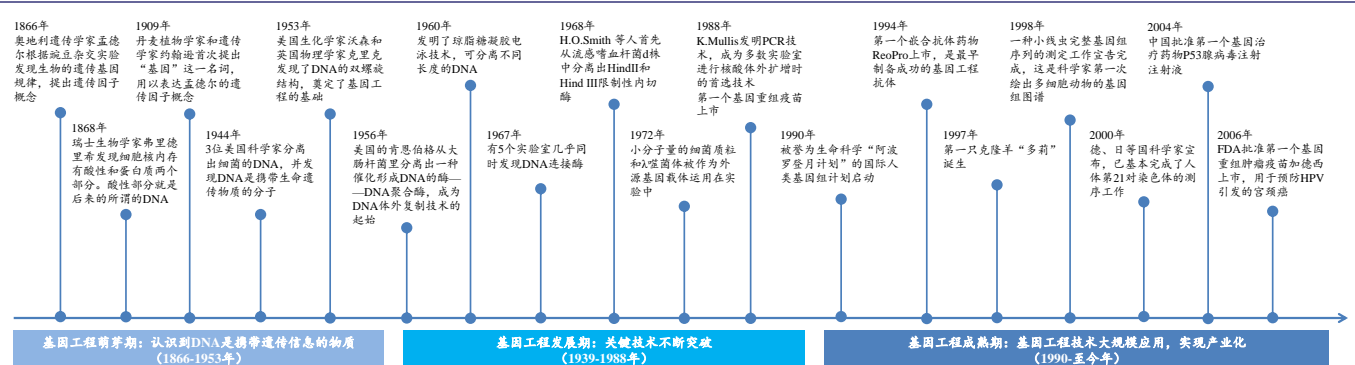 1866年
奥地利遗传学家孟德
尔根据豌豆杂交实验
发现生物的遗传基因
规律，提出遗传因子
概念
1868年
瑞士生物学家弗里德
里希发现细胞核内存
有酸性和蛋白质两个
部分。酸性部分就是
后来的所谓的DNA
1909年
丹麦植物学家和遗传
学家约翰逊首次提出
“基因”这一名词，
用以表达孟德尔的遗
传因子概念
1944年
3位美国科学家分离
出细菌的DNA，并发
现DNA是携带生命遗
传物质的分子
1953年
美国生化学家沃森和
英国物理学家克里克
发现了DNA的双螺旋
结构，奠定了基因工
程的基础
1956年
美国的肯恩伯格从大
肠杆菌里分离出一种
催化形成DNA的酶—
—DNA聚合酶，成为
DNA体外复制技术的
起始
1960年
发明了琼脂糖凝胶电
泳技术，可分离不同
长度的DNA
1967年
有5个实验室几乎同
时发现DNA连接酶
1968年
H.O.Smith 等人首先
从流感嗜血杆菌d株
中分离出HindII和
Hind III限制性内切
酶
1972年
小分子量的细菌质粒
和λ噬菌体被作为外
源基因载体运用在实
验中
1988年
K.Mullis发明PCR技
术，成为多数实验室
进行核酸体外扩增时
的首选技术
第一个基因重组疫苗
上市
1990年
被誉为生命科学“阿波
罗登月计划”的国际人
类基因组计划启动
1994年
第一个嵌合抗体药物
ReoPro上市，是最早
制备成功的基因工程
抗体
1997年
第一只克隆羊“多莉”
诞生
1998年
一种小线虫完整基因组
序列的测定工作宣告完
成，这是科学家第一次
绘出多细胞动物的基因
组图谱
2000年
德、日等国科学家宣
布，已基本完成了人
体第21对染色体的测
序工作
2004年
中国批准第一个基因治
疗药物P53腺病毒注射
注射液
2006年
FDA批准第一个基因
重组肿瘤疫苗加德西
上市，用于预防HPV
引发的宫颈癌
基因工程萌芽期：认识到DNA是携带遗传信息的物质
（1866-1953年）
基因工程发展期：关键技术不断突破
（1939-1988年）
基因工程成熟期：基因工程技术大规模应用，实现产业化
（1990-至今年）